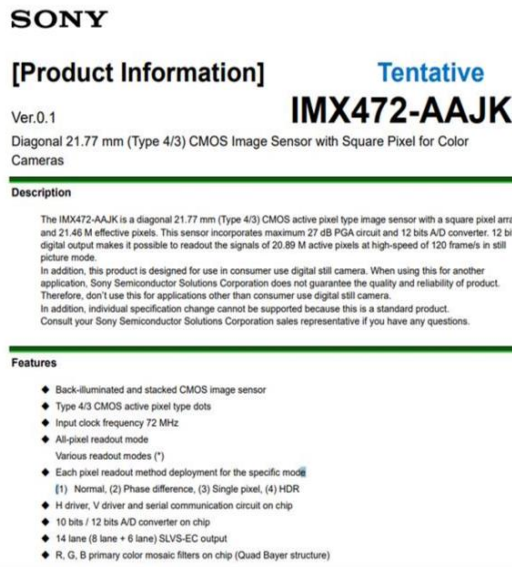 SONY
[Product Information]
Tentative
Ver.0.1
IMX472-AAJK
Diagonal 21.77 mm (Type 4/3) CMOS Image Sensor with Square Pixel for Color
Cameras
Description
The IMX472-AAJK is a diagonal 21.77 mm (Type 4/3) CMOS active pixel type image sensor with a square pixel arra
and 21.46 M effective pixels. This sensor incorporates maximum 27 dB PGA circuit and 12 bits A/D converter. 12 bi
digital output makes it possible to readout the signals of 20.89 M active pixels at high-speed of 120 frame/s in still
picture mode.
In addition, this product is designed for use in consumer use digital still camera. When using this for another
application, Sony Semiconductor Solutions Corporation does not guarantee the quality and reliability of product.
Therefore, don't use this for applications other than consumer use digital still camera.
In addition, individual specification change cannot be supported because this is a standard product.
Consult your Sony Semiconductor Solutions Corporation sales representative if you have any questions.
Features
◆ Back-illuminated and stacked CMOS image sensor
◆ Type 4/3 CMOS active pixel type dots
◆ Input clock frequency 72 MHz
◆ All-pixel readout mode
Various readout modes (*)
◆ Each pixel readout method deployment for the specific mode
(1) Normal, (2) Phase difference, (3) Single pixel, (4) HDR
◆ H driver, V driver and serial communication circuit on chip
◆ 10 bits / 12 bits A/D converter on chip
◆ 14 lane (8 lane + 6 lane) SLVS-EC output
◆ R, G, B primary color mosaic filters on chip (Quad Bayer structure)